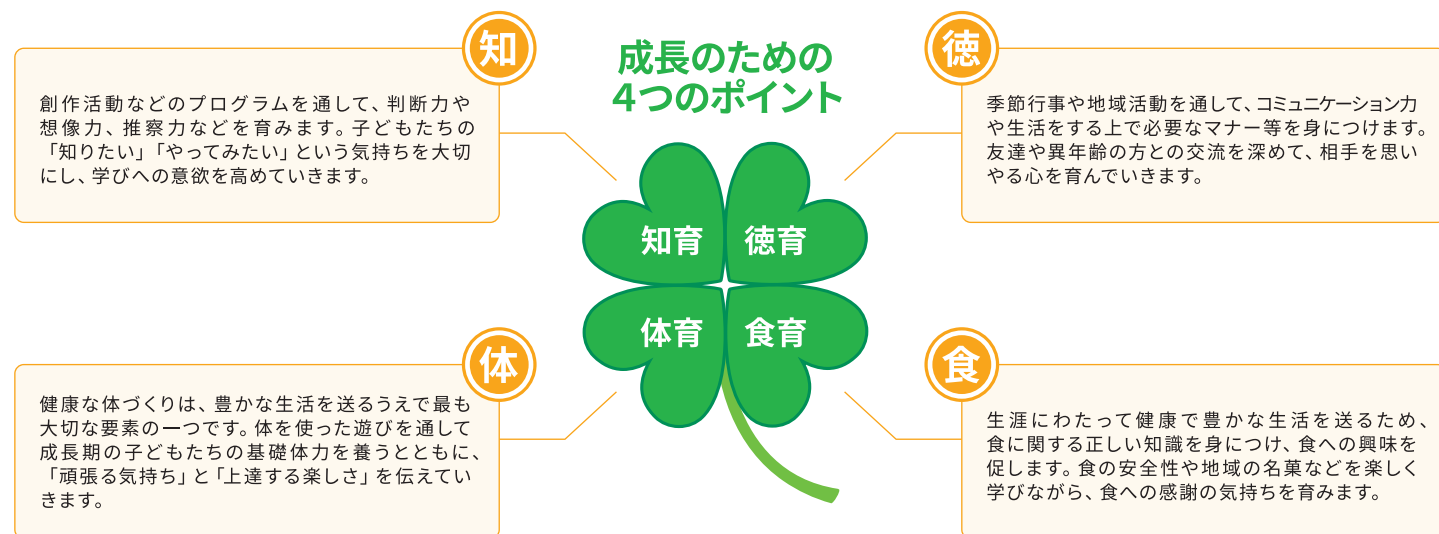 成長のための
4つのポイント
知
創作活動などのプログラムを通して、判断力や
想像力、推察力などを育みます。子どもたちの
「知りたい」「やってみたい」という気持ちを大切
にし、学びへの意欲を高めていきます。
徳
季節行事や地域活動を通して、コミュニケーション力
や生活をする上で必要なマナー等を身につけます。
友達や異年齢の方との交流を深めて、相手を思い
やる心を育んでいきます。
知育
徳育
体育
食育
体
健康な体づくりは、豊かな生活を送るうえで最も
大切な要素の一つです。体を使った遊びを通して
成長期の子どもたちの基礎体力を養うとともに、
「頑張る気持ち」と「上達する楽しさ」を伝えてい
きます。
食
生涯にわたって健康で豊かな生活を送るため、
食に関する正しい知識を身につけ、食への興味を
促します。食の安全性や地域の名菓などを楽しく
学びながら、食への感謝の気持ちを育みます。